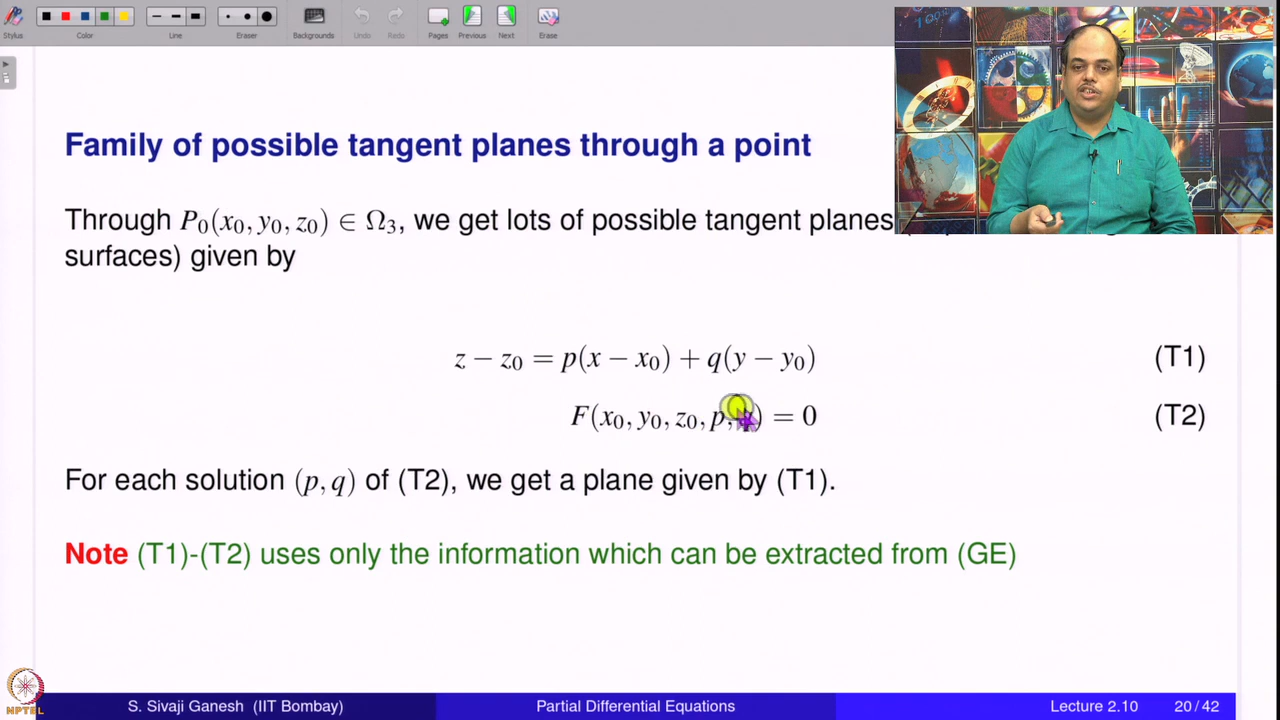 Stylus
Color
Line
Eraser
Backgrounds
Undo
Redo
Pages
Previous
Next
Erase
100%
Family of possible tangent planes through a point
Through P₀(x₀, y₀, z₀) ∈ Ω₃, we get lots of possible tangent planes
surfaces) given by
z − z₀ = p(x − x₀) + q(y − y₀) (T1)
F(x₀, y₀, z₀, p, q) = 0 (T2)
For each solution (p, q) of (T2), we get a plane given by (T1).
Note (T1)-(T2) uses only the information which can be extracted from (GE)
NPTEL
S. Sivaji Ganesh (IIT Bombay) Partial Differential Equations Lecture 2.10 20/42